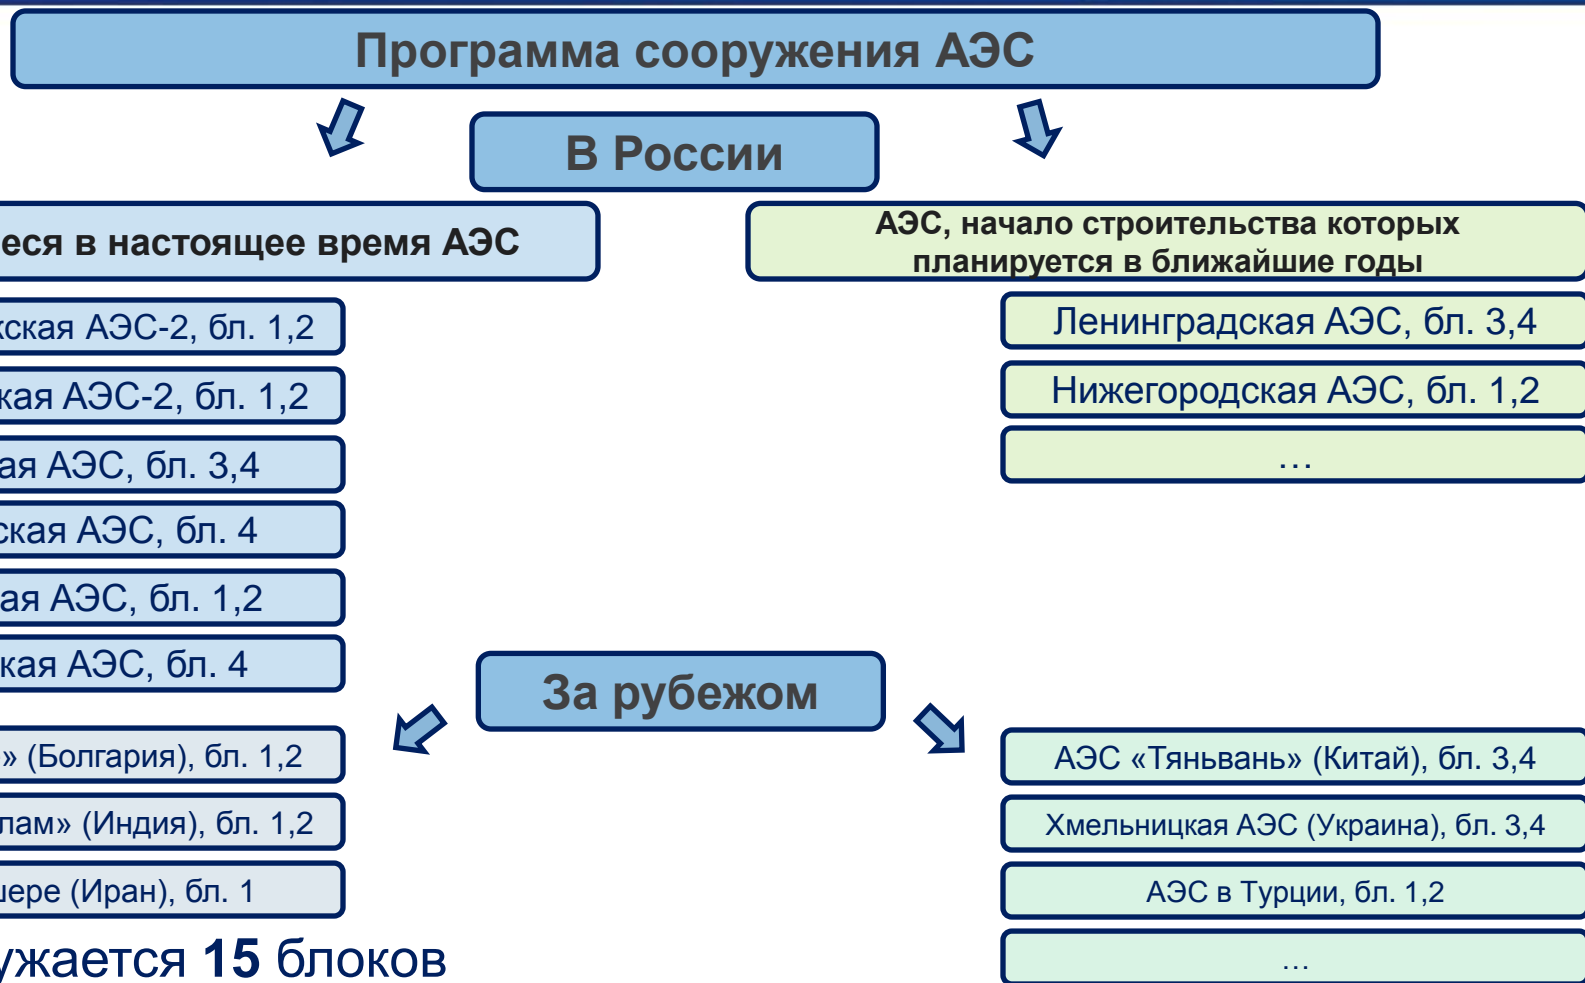 Программа сооружения АЭС
В России
еся в настоящее время АЭС
АЭС, начало строительства которых
планируется в ближайшие годы
кская АЭС-2, бл. 1,2
кая АЭС-2, бл. 1,2
ая АЭС, бл. 3,4
ская АЭС, бл. 4
ая АЭС, бл. 1,2
кая АЭС, бл. 4
Ленинградская АЭС, бл. 3,4
Нижегородская АЭС, бл. 1,2
…
За рубежом
» (Болгария), бл. 1,2
лам» (Индия), бл. 1,2
шере (Иран), бл. 1
ужается 15 блоков
АЭС «Тяньвань» (Китай), бл. 3,4
Хмельницкая АЭС (Украина), бл. 3,4
АЭС в Турции, бл. 1,2
…